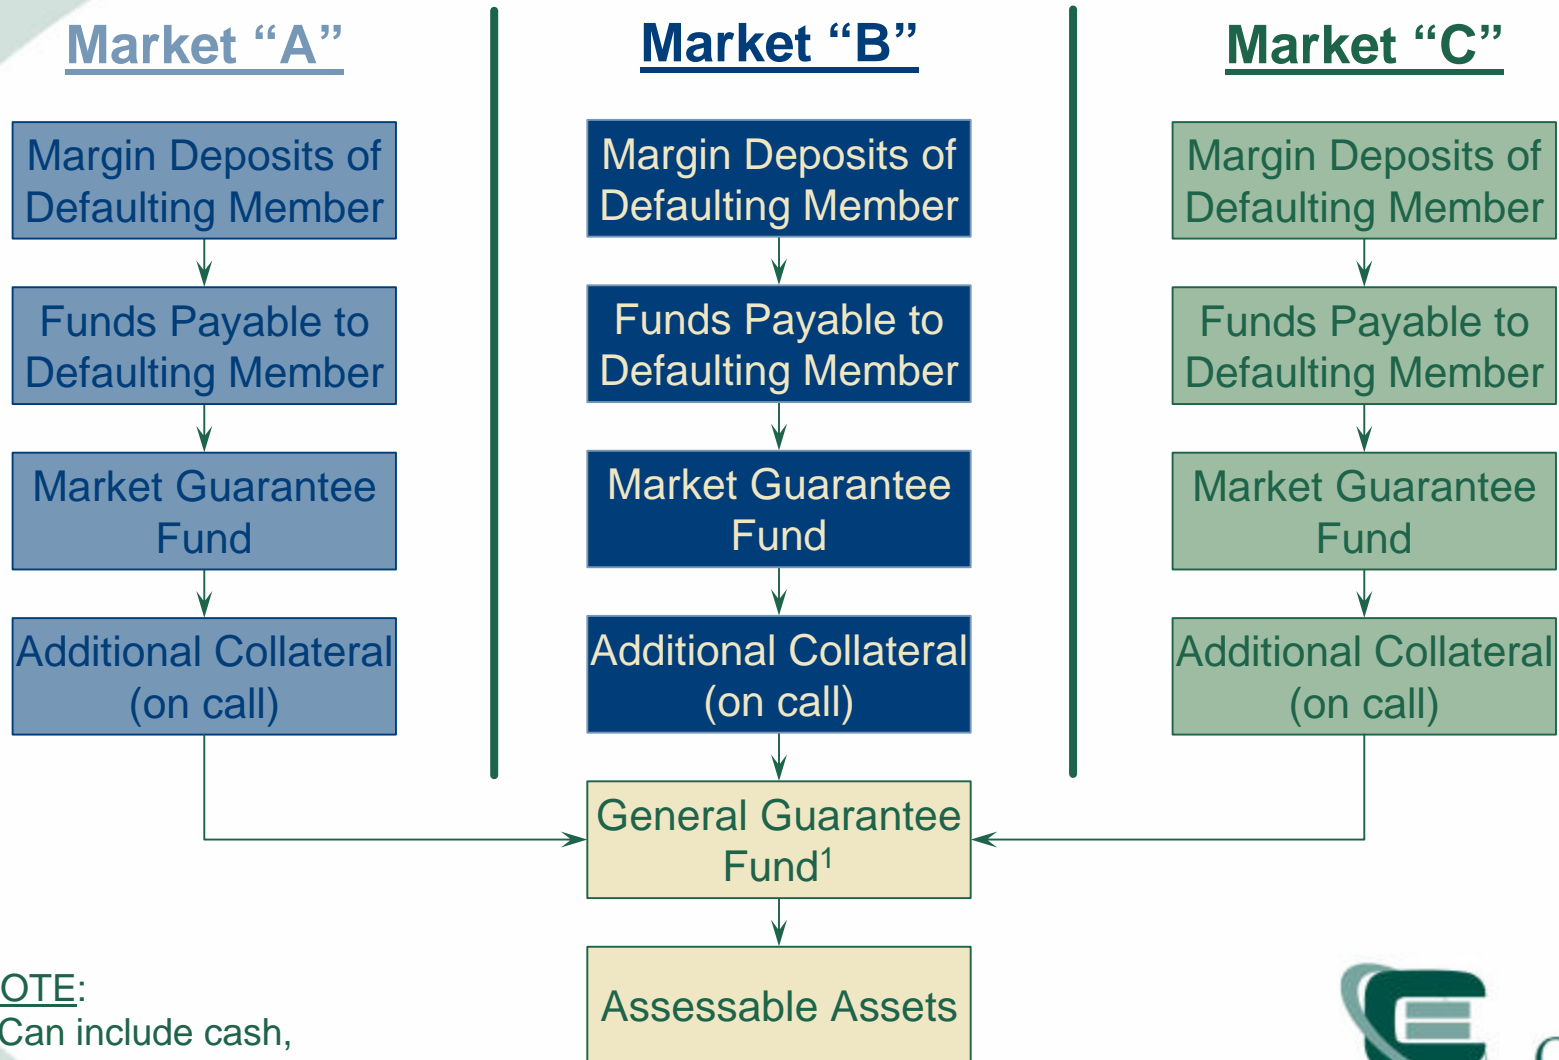 Market “A”
Margin Deposits of
Defaulting Member
Funds Payable to
Defaulting Member
Market Guarantee
Fund
Additional Collateral
(on call)
Market “B”
Margin Deposits of
Defaulting Member
Funds Payable to
Defaulting Member
Market Guarantee
Fund
Additional Collateral
(on call)
Market “C”
Margin Deposits of
Defaulting Member
Funds Payable to
Defaulting Member
Market Guarantee
Fund
Additional Collateral
(on call)
General Guarantee
Fund¹
Assessable Assets
OTE:
Can include cash,